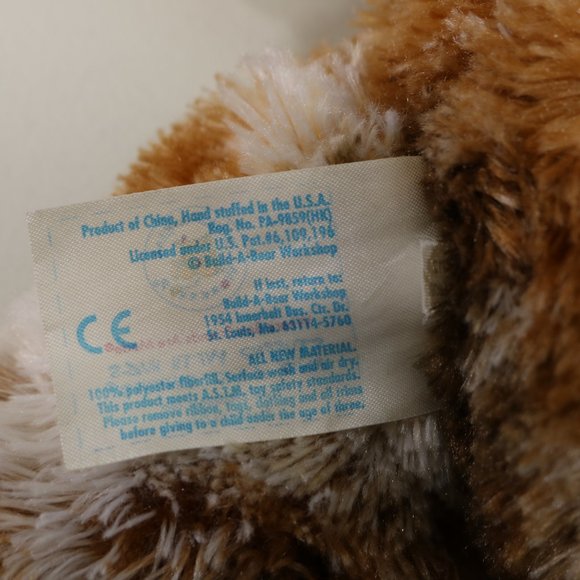 Product of China, Hand stuffed in the U.S.A.
Reg. No. PA-9859(HK)
Licensed under U.S. Pat.#6,109,196
© Build-A-Bear Workshop
If lost, return to:
Build-A-Bear Workshop
1954 Innerbelt Bus. Ctr. Dr.
St. Louis, Mo. 63114-5760
CE
ALL NEW MATERIAL.
100% polyester fiberfill. Surface wash and air dry.
This product meets A.S.T.M. toy safety standards.
Please remove ribbon, tags, clothing and all trims
before giving to a child under the age of three.